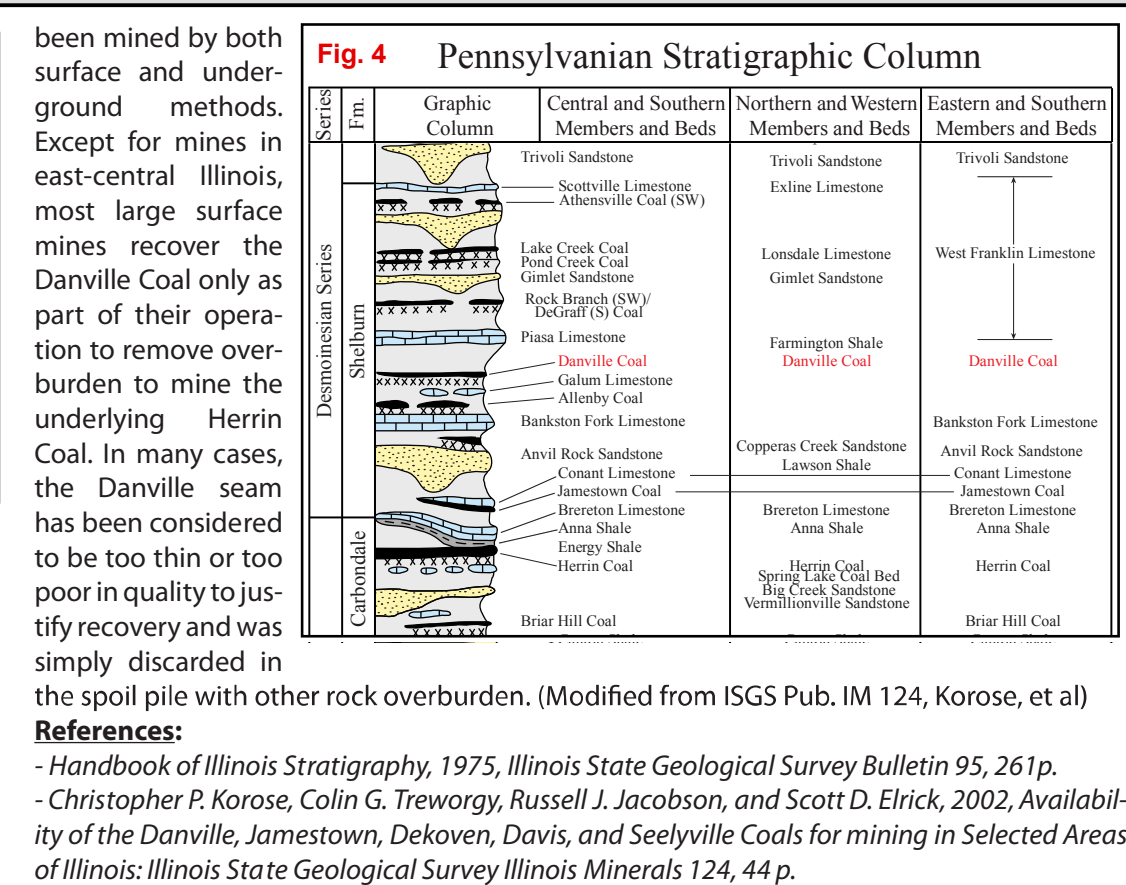 been mined by both
surface and under-
ground methods.
Except for mines in
east-central Illinois,
most large surface
mines recover the
Danville Coal only as
part of their opera-
tion to remove over-
burden to mine the
underlying Herrin
Coal. In many cases,
the Danville seam
has been considered
to be too thin or too
poor in quality to jus-
tify recovery and was
simply discarded in
the spoil pile with other rock overburden. (Modified from ISGS Pub. IM 124, Korose, et al)
Fig. 4 Pennsylvanian Stratigraphic Column
Series
Fm.
Graphic
Column
Central and Southern
Members and Beds
Northern and Western
Members and Beds
Eastern and Southern
Members and Beds
Desmoinesian Series
Shelburn
Carbondale
Trivoli Sandstone
Scottville Limestone
Athensville Coal (SW)
Lake Creek Coal
Pond Creek Coal
Gimlet Sandstone
Rock Branch (SW)/
DeGraff (S) Coal
Piasa Limestone
Danville Coal
Galum Limestone
Allenby Coal
Bankston Fork Limestone
Anvil Rock Sandstone
Conant Limestone
Jamestown Coal
Brereton Limestone
Anna Shale
Energy Shale
Herrin Coal
Briar Hill Coal
Trivoli Sandstone
Exline Limestone
Lonsdale Limestone
Gimlet Sandstone
Farmington Shale
Danville Coal
Copperas Creek Sandstone
Lawson Shale
Brereton Limestone
Anna Shale
Herrin Coal
Spring Lake Coal Bed
Big Creek Sandstone
Vermillionville Sandstone
Trivoli Sandstone
West Franklin Limestone
Danville Coal
Bankston Fork Limestone
Anvil Rock Sandstone
Conant Limestone
Jamestown Coal
Brereton Limestone
Anna Shale
Herrin Coal
Briar Hill Coal
References:
- Handbook of Illinois Stratigraphy, 1975, Illinois State Geological Survey Bulletin 95, 261p.
- Christopher P. Korose, Colin G. Treworgy, Russell J. Jacobson, and Scott D. Elrick, 2002, Availabil-
ity of the Danville, Jamestown, Dekoven, Davis, and Seelyville Coals for mining in Selected Areas
of Illinois: Illinois State Geological Survey Illinois Minerals 124, 44 p.